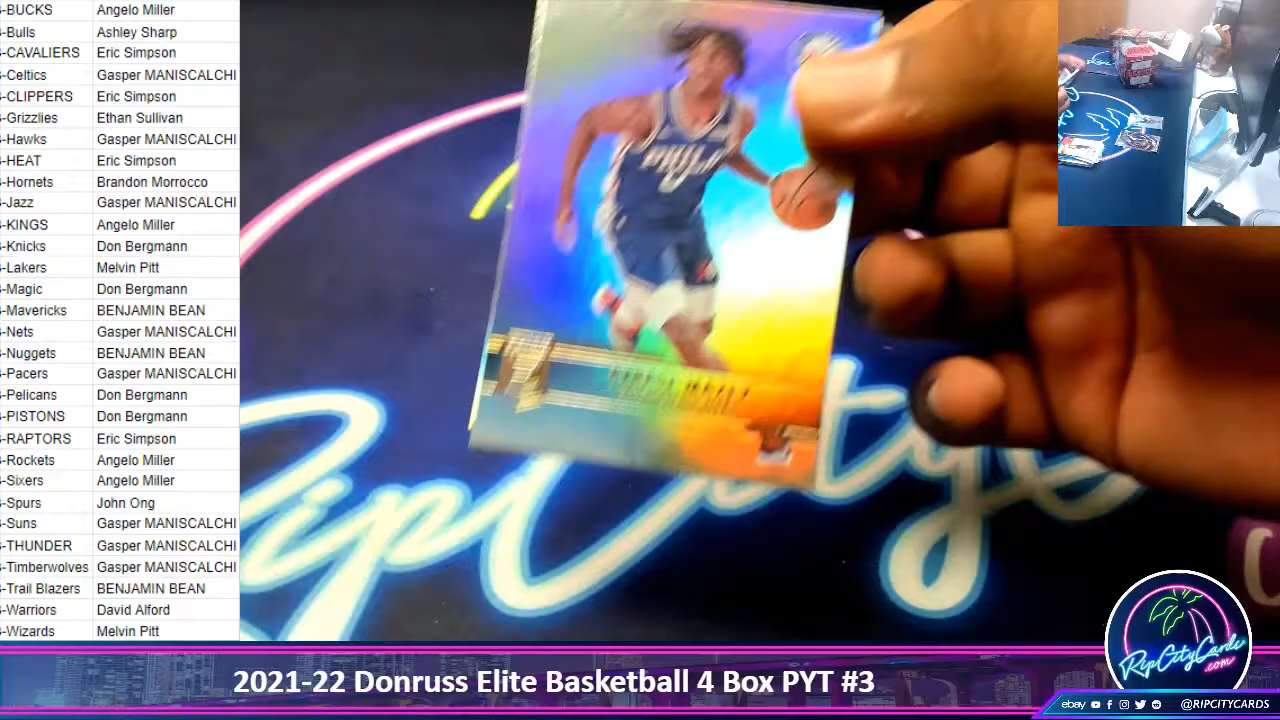 -BUCKS Angelo Miller
-Bulls Ashley Sharp
-CAVALIERS Eric Simpson
-Celtics Gasper MANISCALCHI
-CLIPPERS Eric Simpson
-Grizzlies Ethan Sullivan
-Hawks Gasper MANISCALCHI
-HEAT Eric Simpson
-Hornets Brandon Morrocco
-Jazz Gasper MANISCALCHI
-KINGS Angelo Miller
-Knicks Don Bergmann
-Lakers Melvin Pitt
-Magic Don Bergmann
-Mavericks BENJAMIN BEAN
-Nets Gasper MANISCALCHI
-Nuggets BENJAMIN BEAN
-Pacers Gasper MANISCALCHI
-Pelicans Don Bergmann
-PISTONS Don Bergmann
-RAPTORS Eric Simpson
-Rockets Angelo Miller
-Sixers Angelo Miller
-Spurs John Ong
-Suns Gasper MANISCALCHI
-THUNDER Gasper MANISCALCHI
-Timberwolves Gasper MANISCALCHI
-Trail Blazers BENJAMIN BEAN
-Warriors David Alford
-Wizards Melvin Pitt
PHILA
RipCity
2021-22 Donruss Elite Basketball 4 Box PYT #3
RipCityCards
.com
ebay @RIPCITYCARDS